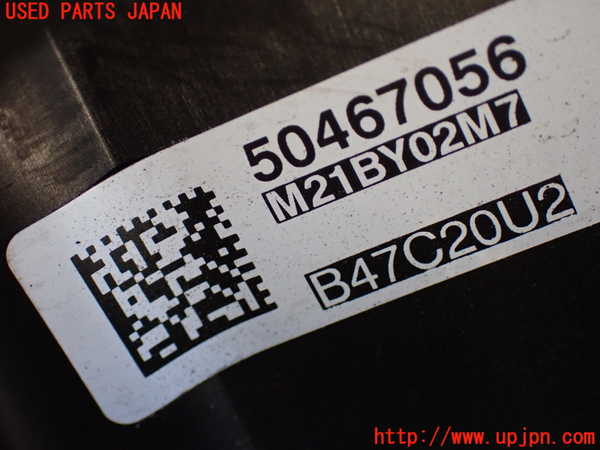 USED PARTS JAPAN
50467056
M21BY02M7
B47C20U2
http://www.upjpn.com/